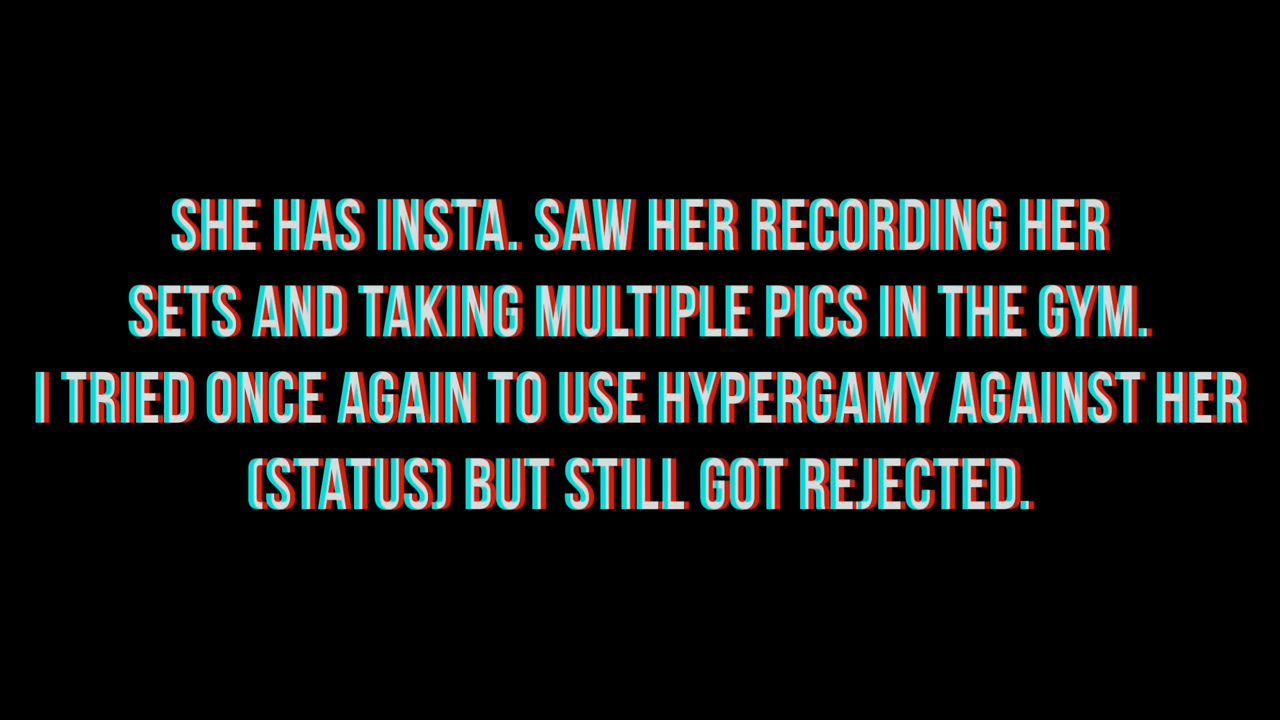 SHE HAS INSTA. SAW HER RECORDING HER
SETS AND TAKING MULTIPLE PICS IN THE GYM.
I TRIED ONCE AGAIN TO USE HYPERGAMY AGAINST HER
(STATUS) BUT STILL GOT REJECTED.